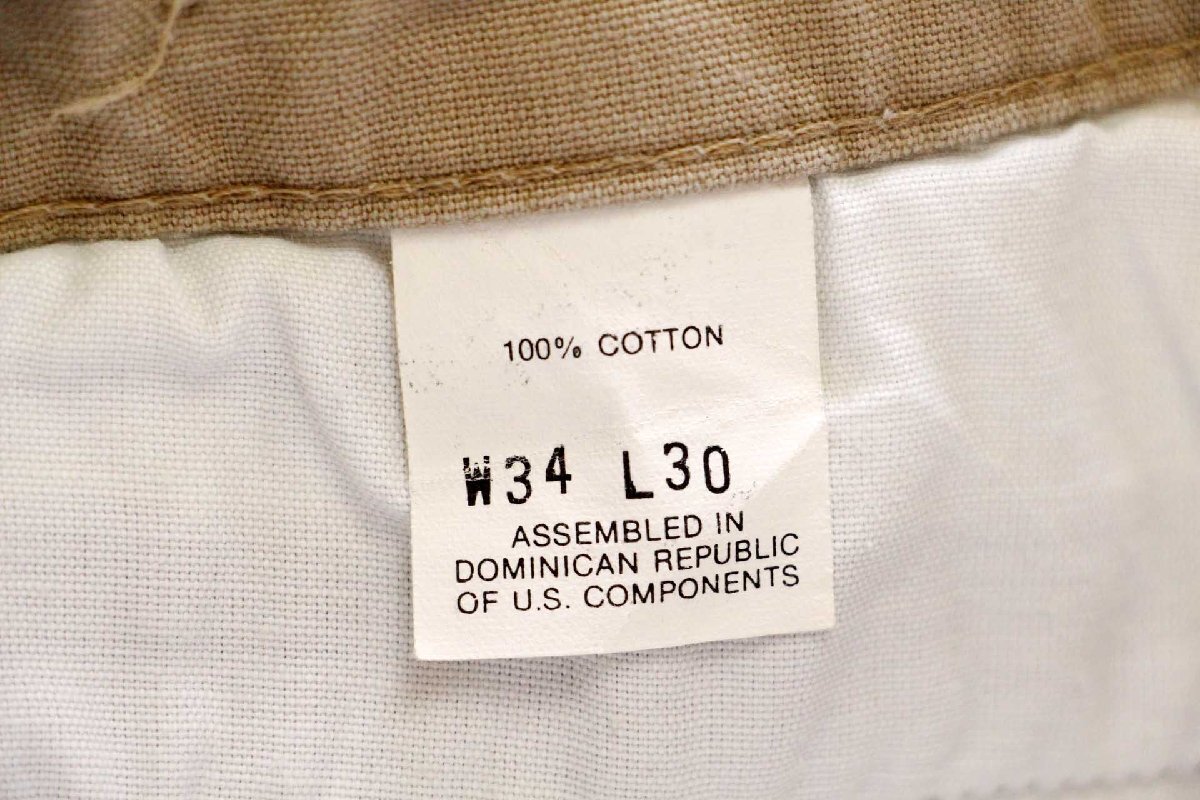 100% COTTON
W34 L30
ASSEMBLED IN
DOMINICAN REPUBLIC
OF U.S. COMPONENTS